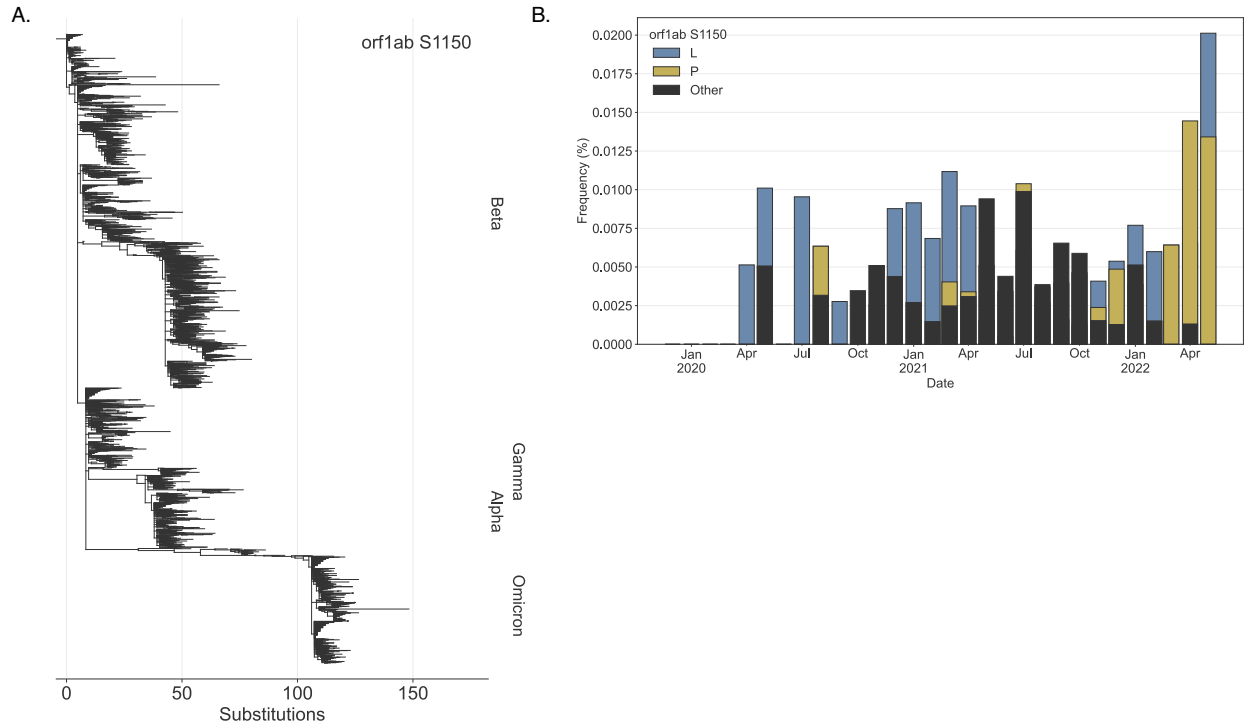 A.
orf1ab S1150
Beta
Gamma
Alpha
Omicron
0
50
100
150
Substitutions
B.
orf1ab S1150
L
P
Other
Frequency (%)
0.0200
0.0175
0.0150
0.0125
0.0100
0.0075
0.0050
0.0025
0.0000
Jan
2020
Apr
Jul
Oct
Jan
2021
Apr
Jul
Oct
Jan
2022
Apr
Date